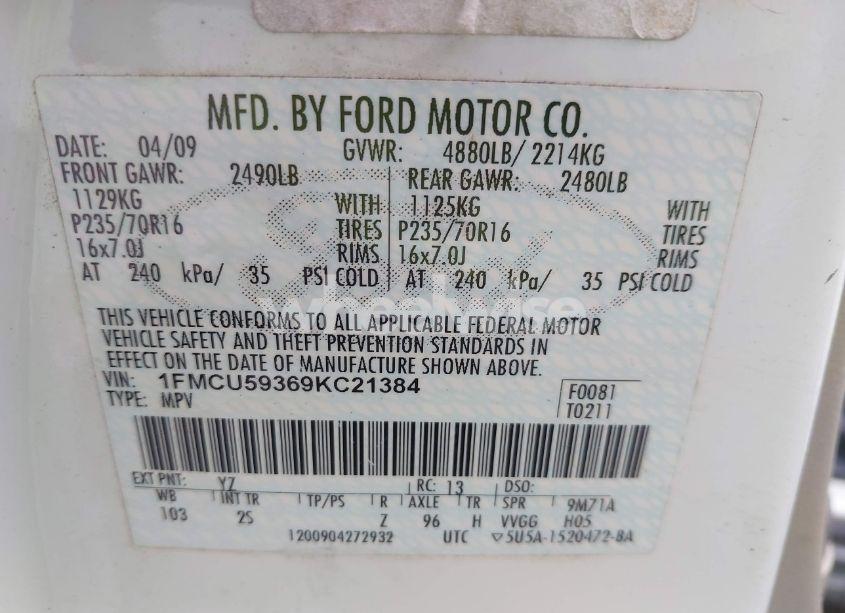 MFD. BY FORD MOTOR CO.
DATE: 04/09 GVWR: 4880LB/ 2214KG
FRONT GAWR: 2490LB REAR GAWR: 2480LB
1129KG WITH 1125KG WITH
P235/70R16 TIRES P235/70R16 TIRES
16x7.0J RIMS 16x7.0J RIMS
AT 240 kPa/ 35 PSI COLD AT 240 kPa/ 35 PSI COLD
wheelwise
THIS VEHICLE CONFORMS TO ALL APPLICABLE FEDERAL MOTOR
VEHICLE SAFETY AND THEFT PREVENTION STANDARDS IN
EFFECT ON THE DATE OF MANUFACTURE SHOWN ABOVE.
VIN: 1FMCU59369KC21384 F0081
TYPE: MPV T0211
EXT PNT: YZ RC: 13 DSO:
WB INT TR TP/PS R AXLE TR SPR 9M71A
103 2S Z 96 H VVGG H05
1200904272932 UTC ▽5U5A-1520472-BA